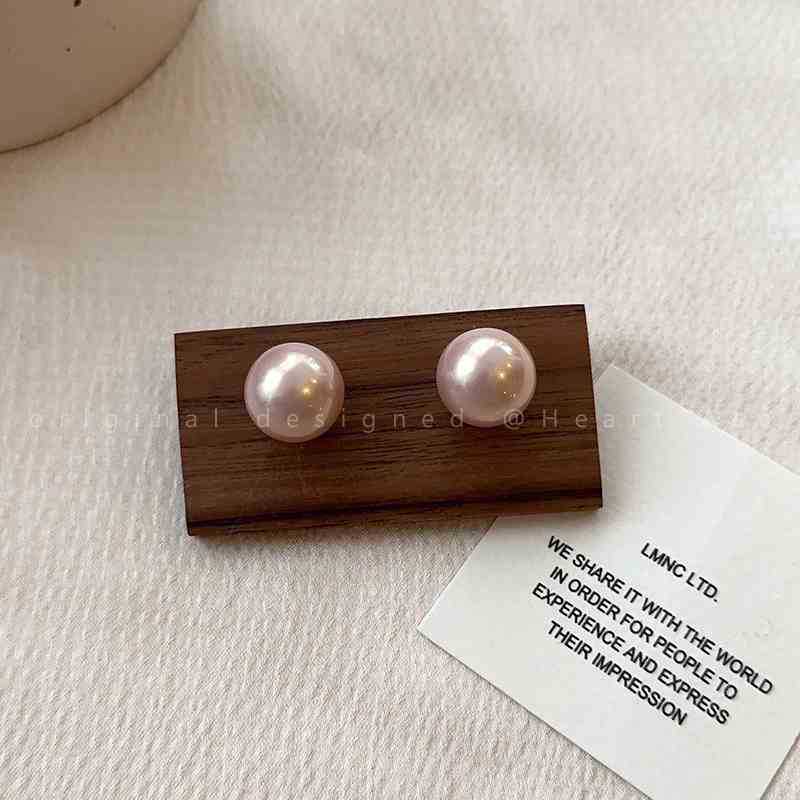 original designed @Heart
LMNC LTD.
WE SHARE IT WITH THE WORLD
IN ORDER FOR PEOPLE TO
EXPERIENCE AND EXPRESS
THEIR IMPRESSION